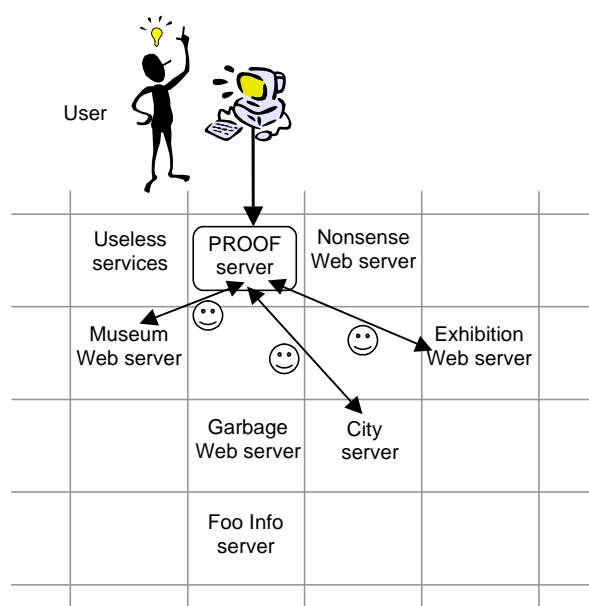 User
Useless
services
PROOF
server
Nonsense
Web server
Museum
Web server
Exhibition
Web server
Garbage
Web server
City
server
Foo Info
server